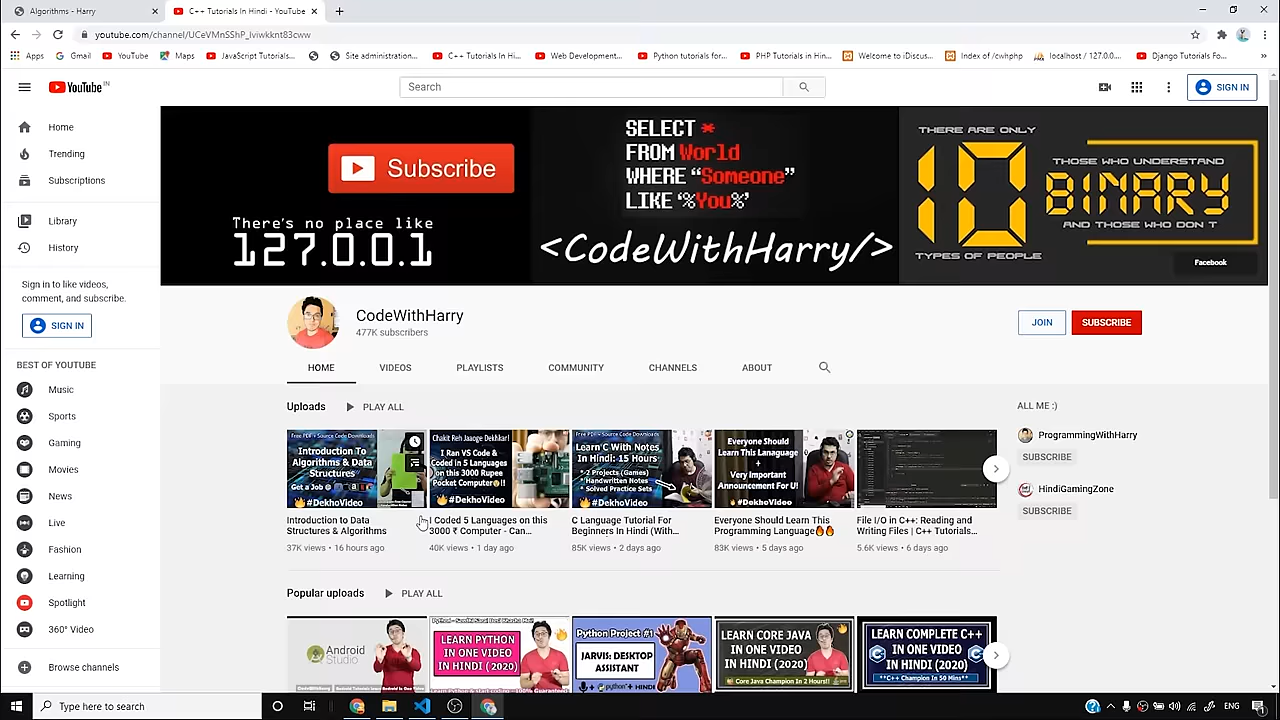 Algorithms - Harry
C++ Tutorials In Hindi - YouTube
youtube.com/channel/UCeVMnSShP_Iviwkknt83cww
Apps
Gmail
YouTube
Maps
JavaScript Tutorials...
Site administration...
C++ Tutorials In Hi...
Web Development...
Python tutorials for...
PHP Tutorials in Hin...
Welcome to iDiscu...
Index of /cwhphp
localhost / 127.0.0...
Django Tutorials Fo...
YouTube IN
Search
SIGN IN
Home
Trending
Subscriptions
Library
History
Sign in to like videos,
comment, and subscribe.
SIGN IN
BEST OF YOUTUBE
Music
Sports
Gaming
Movies
News
Live
Fashion
Learning
Spotlight
360° Video
Browse channels
Subscribe
There's no place like
127.0.0.1
SELECT *
FROM World
WHERE “Someone”
LIKE ‘%You%’
<CodeWithHarry/>
THERE ARE ONLY
10
THOSE WHO UNDERSTAND
BINARY
AND THOSE WHO DON T
TYPES OF PEOPLE
Facebook
CodeWithHarry
477K subscribers
JOIN
SUBSCRIBE
HOME
VIDEOS
PLAYLISTS
COMMUNITY
CHANNELS
ABOUT
Uploads
PLAY ALL
Free PDF + Source Code Downloads
Introduction To
Algorithms & Data
Structures
Get a Job @
#DekhoVideo
Introduction to Data
Structures & Algorithms
37K views • 16 hours ago
Chakit Reh Jaaoge Dekhkar!
I Ran VS Code &
Coded in 5 Languages
on this 3000 Rupee
Pocket Computer
#DekhoVideo
I Coded 5 Languages on this
3000 ₹ Computer - Can...
40K views • 1 day ago
Free PDF + Source Code Downloads
Learn C With Notes
In Hindi: 15 Hours
*2 Projects (Games)
*Handwritten Notes
* Solved Practice Sets
#DekhoVideo
C Language Tutorial For
Beginners In Hindi (With...
85K views • 2 days ago
Everyone Should
Learn This Language
+
Very Important
Announcement For U!
#DekhoVideo
Everyone Should Learn This
Programming Language
83K views • 5 days ago
File I/O in C++: Reading and
Writing Files | C++ Tutorials...
5.6K views • 6 days ago
ALL ME :)
ProgrammingWithHarry
SUBSCRIBE
HindiGamingZone
SUBSCRIBE
Popular uploads
PLAY ALL
Android
Studio
LEARN PYTHON
IN ONE VIDEO
IN HINDI (2020)
Python Project #1
JARVIS: DESKTOP
ASSISTANT
python + HINDI
LEARN CORE JAVA
IN ONE VIDEO
IN HINDI (2020)
Core Java Champion In 2 Hours!!
LEARN COMPLETE C++
IN ONE VIDEO
IN HINDI (2020)
**C++ Champion In 50 Mins**
Type here to search
ENG